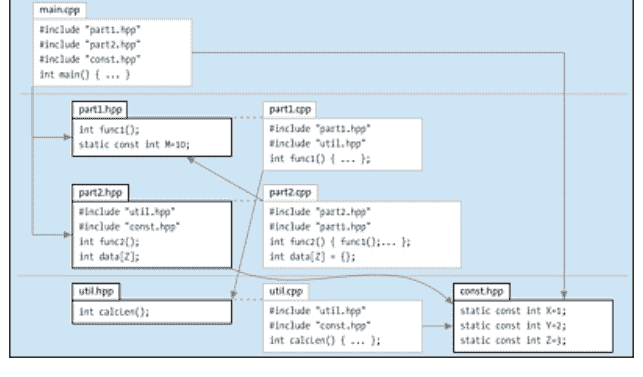 main.cpp
#include "part1.hpp"
#include "part2.hpp"
#include "const.hpp"
int main() { ... }
part1.hpp
int func1();
static const int M=10;
part1.cpp
#include "part1.hpp"
#include "util.hpp"
int func1() { ... };
part2.hpp
#include "util.hpp"
#include "const.hpp"
int func2();
int data[Z];
part2.cpp
#include "part2.hpp"
#include "part1.hpp"
int func2() { func1();... };
int data[Z] = {};
util.hpp
int calcLen();
util.cpp
#include "util.hpp"
#include "const.hpp"
int calcLen() { ... };
const.hpp
static const int X=1;
static const int Y=2;
static const int Z=3;